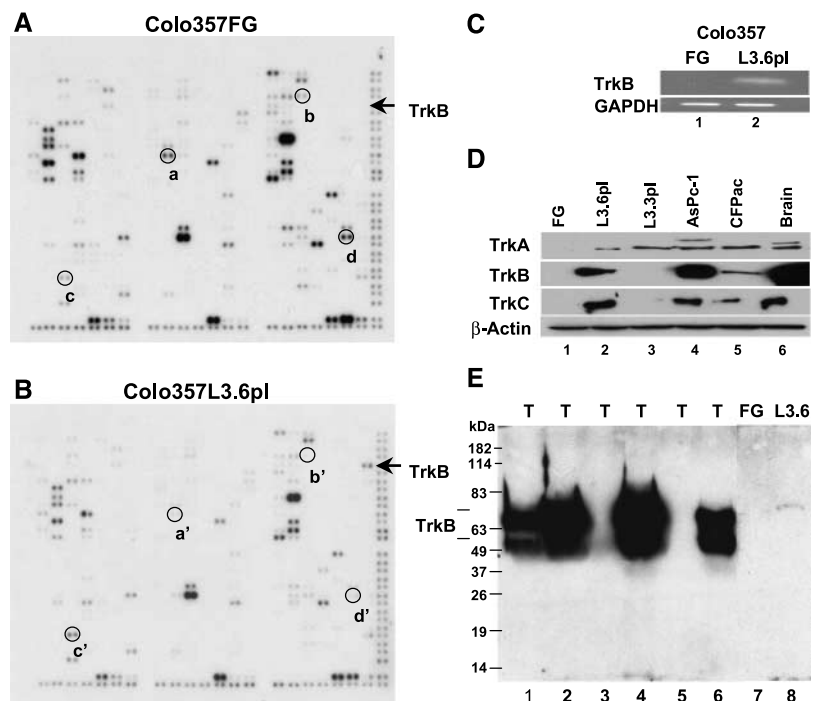 A
Colo357FG
b
TrkB
a
c
d
B
Colo357L3.6pl
TrkB
b'
a'
d'
c'
C
Colo357
FG L3.6pl
TrkB
GAPDH
1 2
D
FG L3.6pl L3.3pl AsPc-1 CFPac Brain
TrkA
TrkB
TrkC
β-Actin
1 2 3 4 5 6
E
T T T T T T FG L3.6
kDa
182
114
83
TrkB
63
49
37
26
19
14
1 2 3 4 5 6 7 8